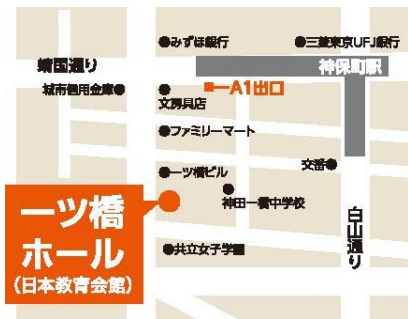 みずほ銀行
三菱東京UFJ銀行
靖国通り
神保町駅
城南信用金庫
A1出口
文房具店
ファミリーマート
交番
一ツ橋ビル
神田一橋中学校
一ツ橋
ホール
(日本教育会館)
共立女子学園
白山通り